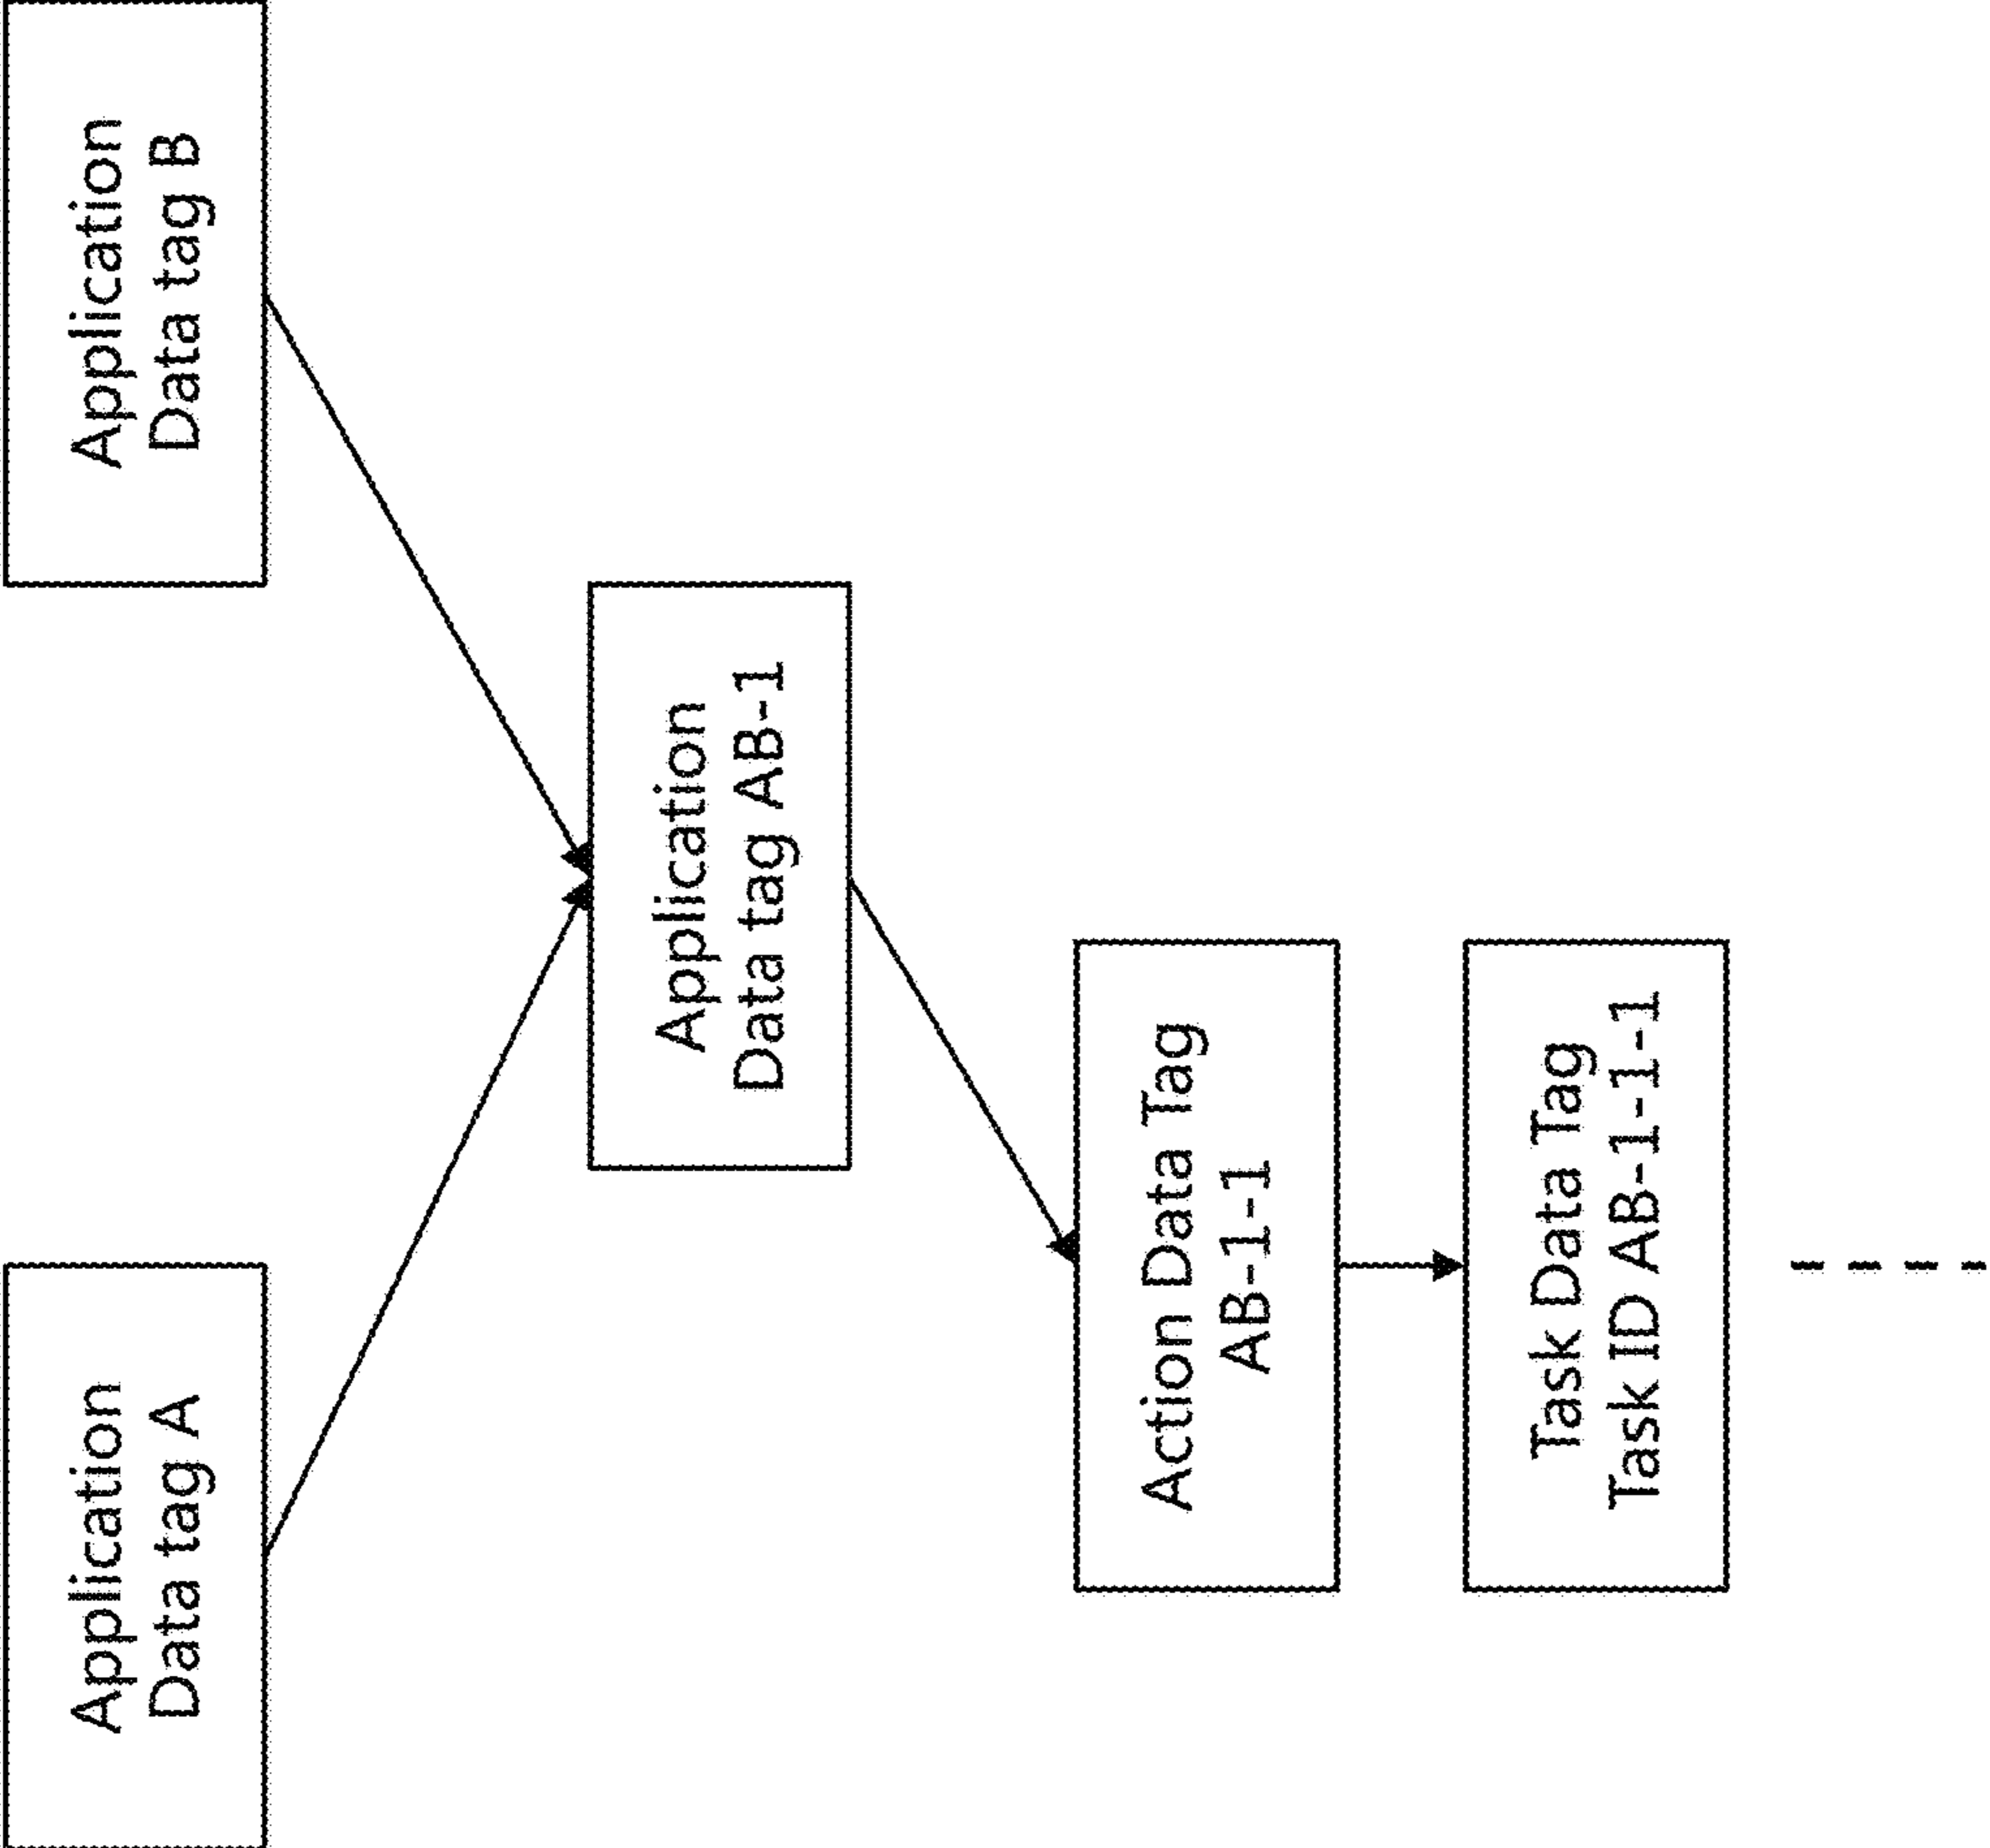 Application
Data tag A
Application
Data tag B
Application
Data tag AB-1
Action Data Tag
AB-1-1
Task Data Tag
Task ID AB-1-1-1